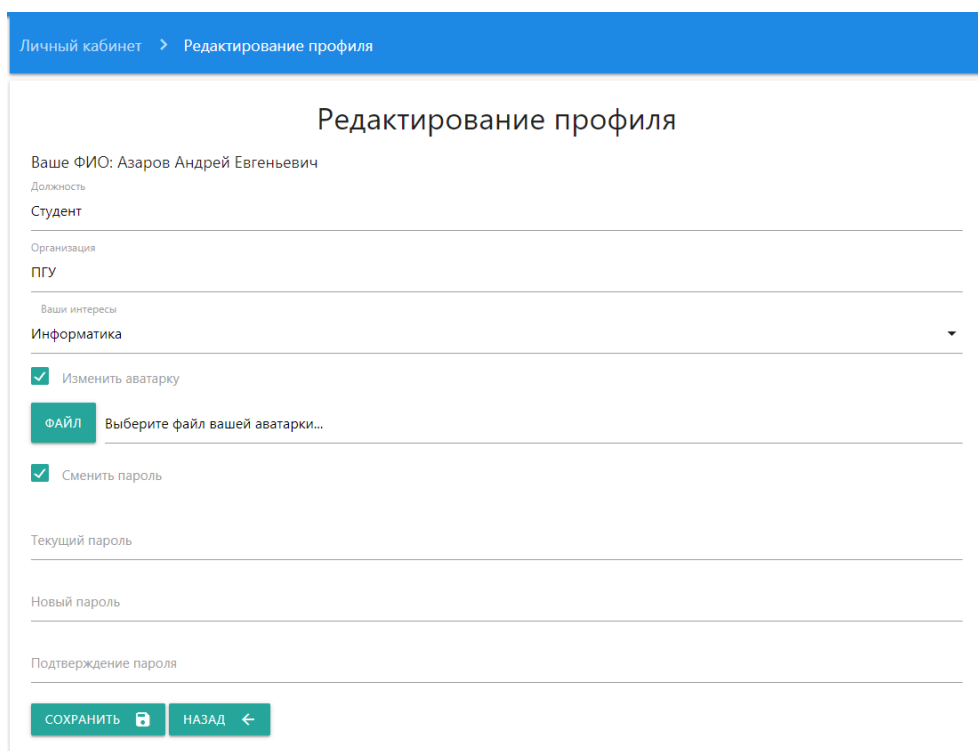 Личный кабинет > Редактирование профиля
Редактирование профиля
Ваше ФИО: Азаров Андрей Евгеньевич
Должность
Студент
Организация
ПГУ
Ваши интересы
Информатика
Изменить аватарку
ФАЙЛ Выберите файл вашей аватарки...
Сменить пароль
Текущий пароль
Новый пароль
Подтверждение пароля
СОХРАНИТЬ НАЗАД